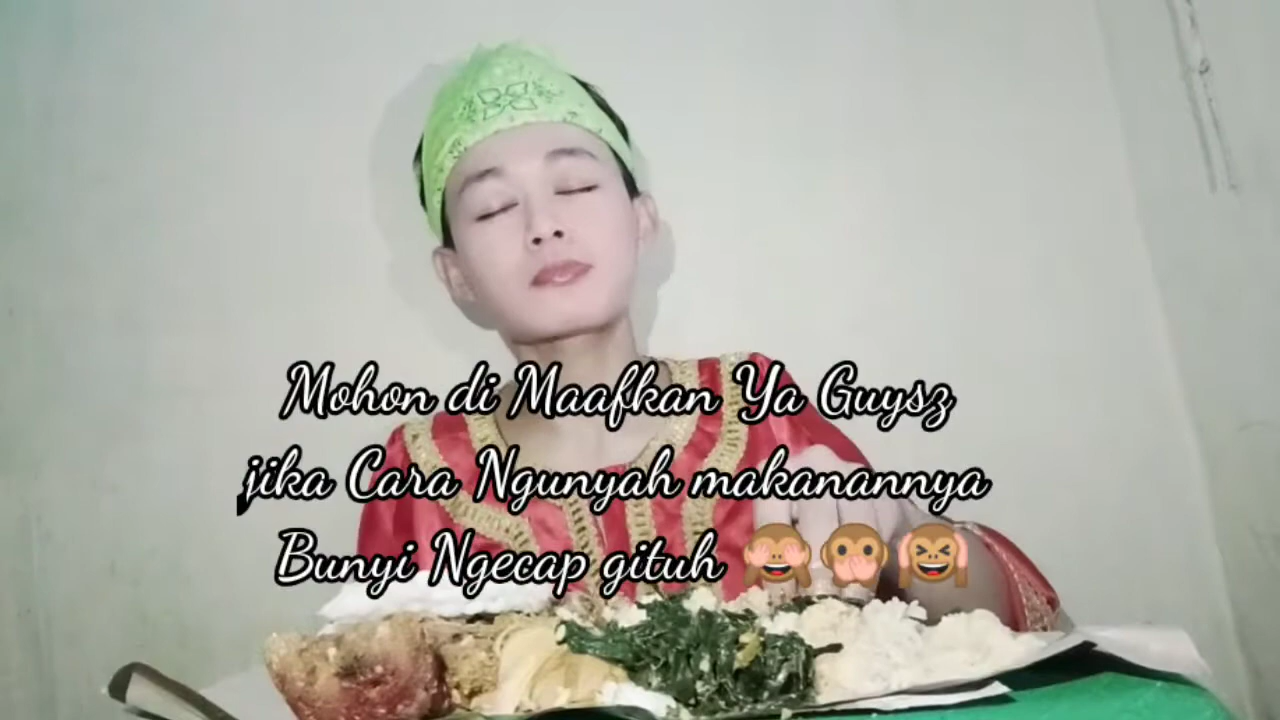 Mohon di Maafkan Ya Guysz
jika Cara Ngunyah makanannya
Bunyi Ngecap gituh 🙈🙊🙉